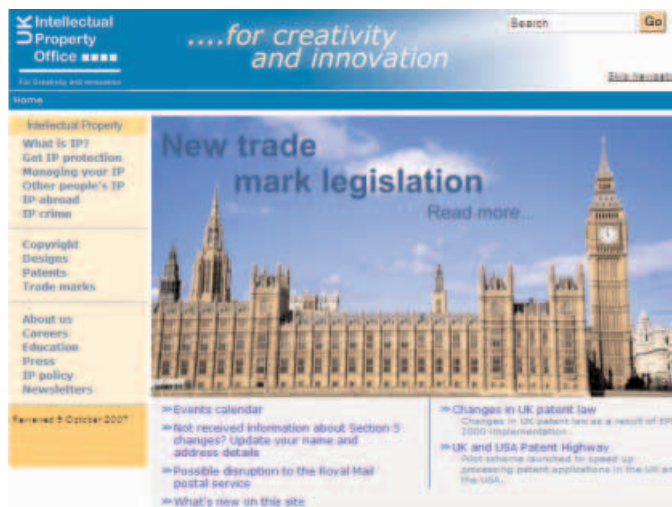 UK Intellectual
Property
Office
For Creativity and Innovation
....for creativity
and innovation
Search
Go
Skip Navigat
Home
Intellectual Property
What is IP?
Get IP protection
Managing your IP
Other people's IP
IP abroad
IP crime
Copyright
Designs
Patents
Trade marks
About us
Careers
Education
Press
IP policy
Newsletters
Reviewed 5 October 2007
New trade
mark legislation
Read more...
Events calendar
Not received information about Section 5
changes? Update your name and
address details
Possible disruption to the Royal Mail
postal service
What's new on this site
Changes in UK patent law
Changes in UK patent law as a result of EPC
2000 implementation.
UK and USA Patent Highway
Pilot scheme launched to speed up
processing patent applications in the UK an
the USA.